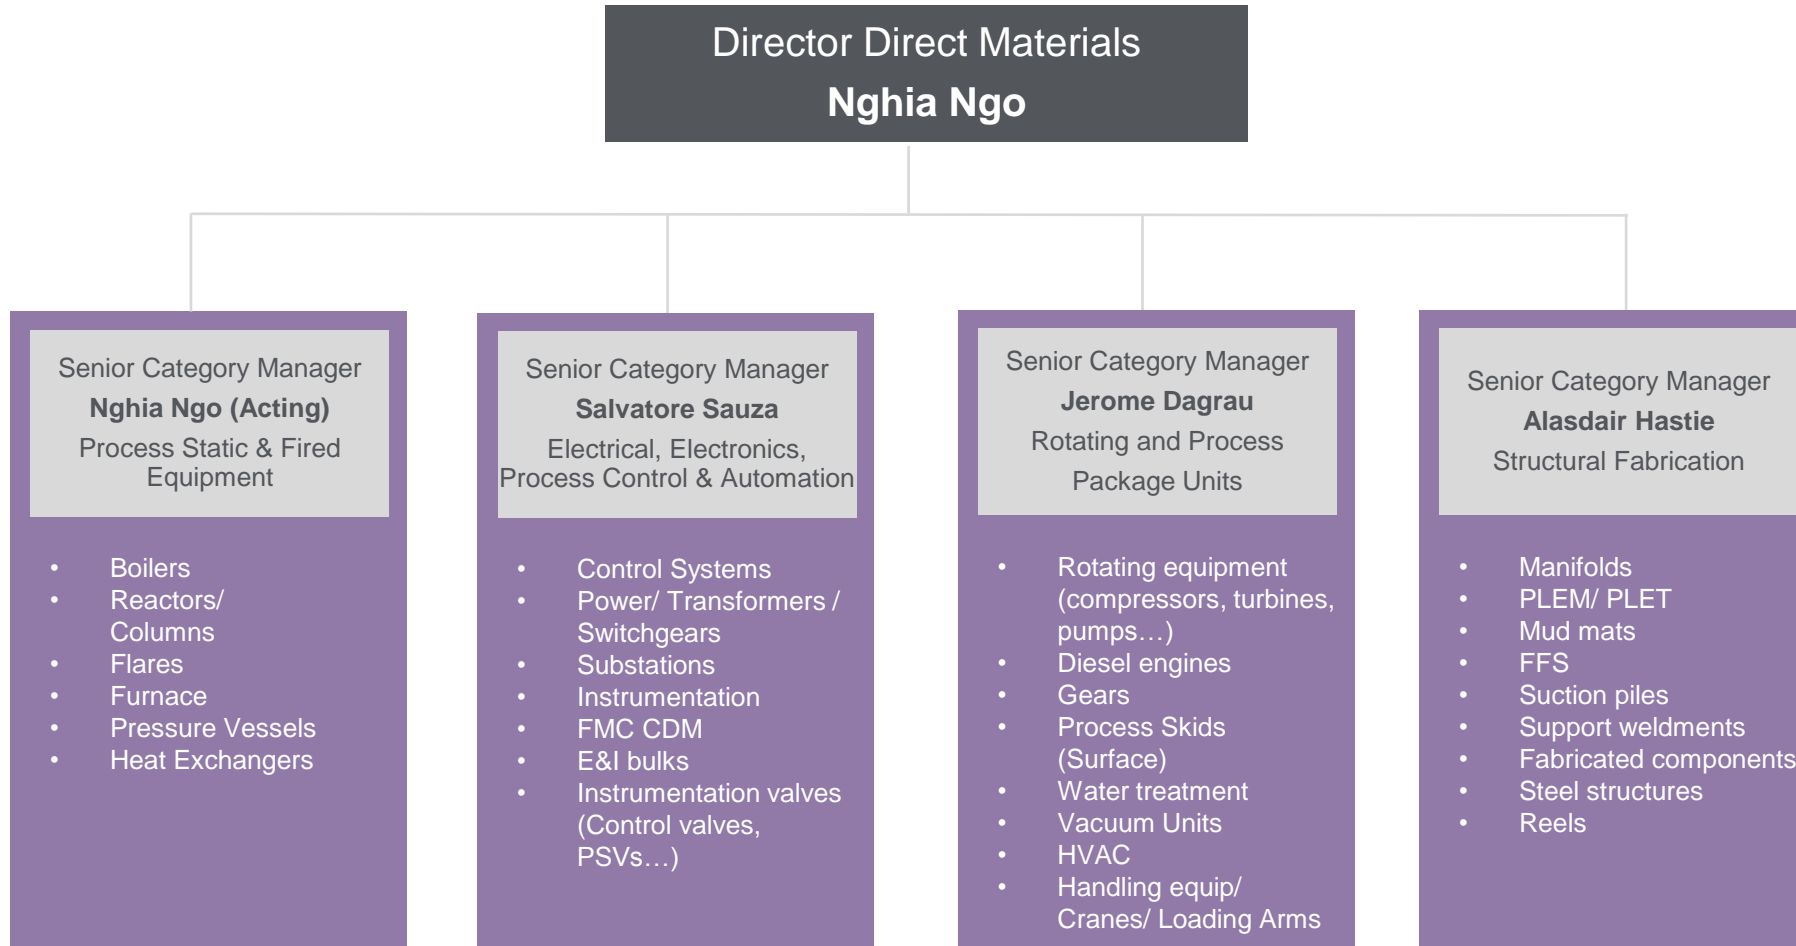 Director Direct Materials
Nghia Ngo
Senior Category Manager
Nghia Ngo (Acting)
Process Static & Fired
Equipment
• Boilers
• Reactors/
Columns
• Flares
• Furnace
• Pressure Vessels
• Heat Exchangers
Senior Category Manager
Salvatore Sauza
Electrical, Electronics,
Process Control & Automation
• Control Systems
• Power/ Transformers /
Switchgears
• Substations
• Instrumentation
• FMC CDM
• E&I bulks
• Instrumentation valves
(Control valves,
PSVs…)
Senior Category Manager
Jerome Dagrau
Rotating and Process
Package Units
• Rotating equipment
(compressors, turbines,
pumps…)
• Diesel engines
• Gears
• Process Skids
(Surface)
• Water treatment
• Vacuum Units
• HVAC
• Handling equip/
Cranes/ Loading Arms
Senior Category Manager
Alasdair Hastie
Structural Fabrication
• Manifolds
• PLEM/ PLET
• Mud mats
• FFS
• Suction piles
• Support weldments
• Fabricated components
• Steel structures
• Reels